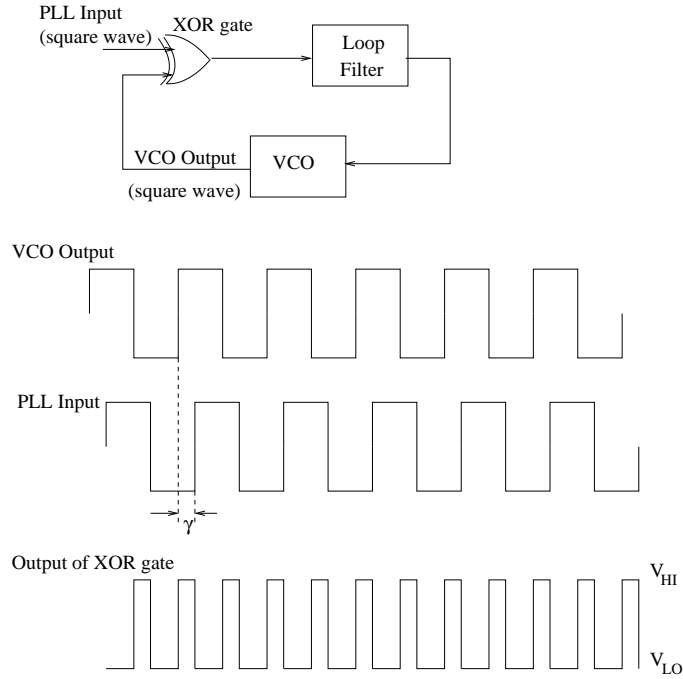 PLL Input
(square wave)
XOR gate
Loop
Filter
VCO Output
(square wave)
VCO
VCO Output
PLL Input
γ
Output of XOR gate
V_HI
V_LO